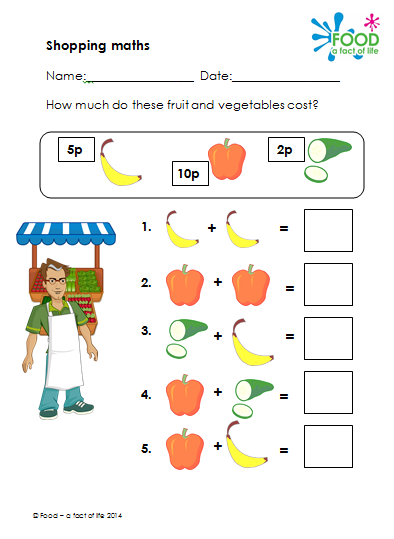 FOOD
a fact of life
Shopping maths
Name:________________ Date:________________
How much do these fruit and vegetables cost?
5p
10p
2p
1. + =
2. + =
3. + =
4. + =
5. + =
© Food – a fact of life 2014